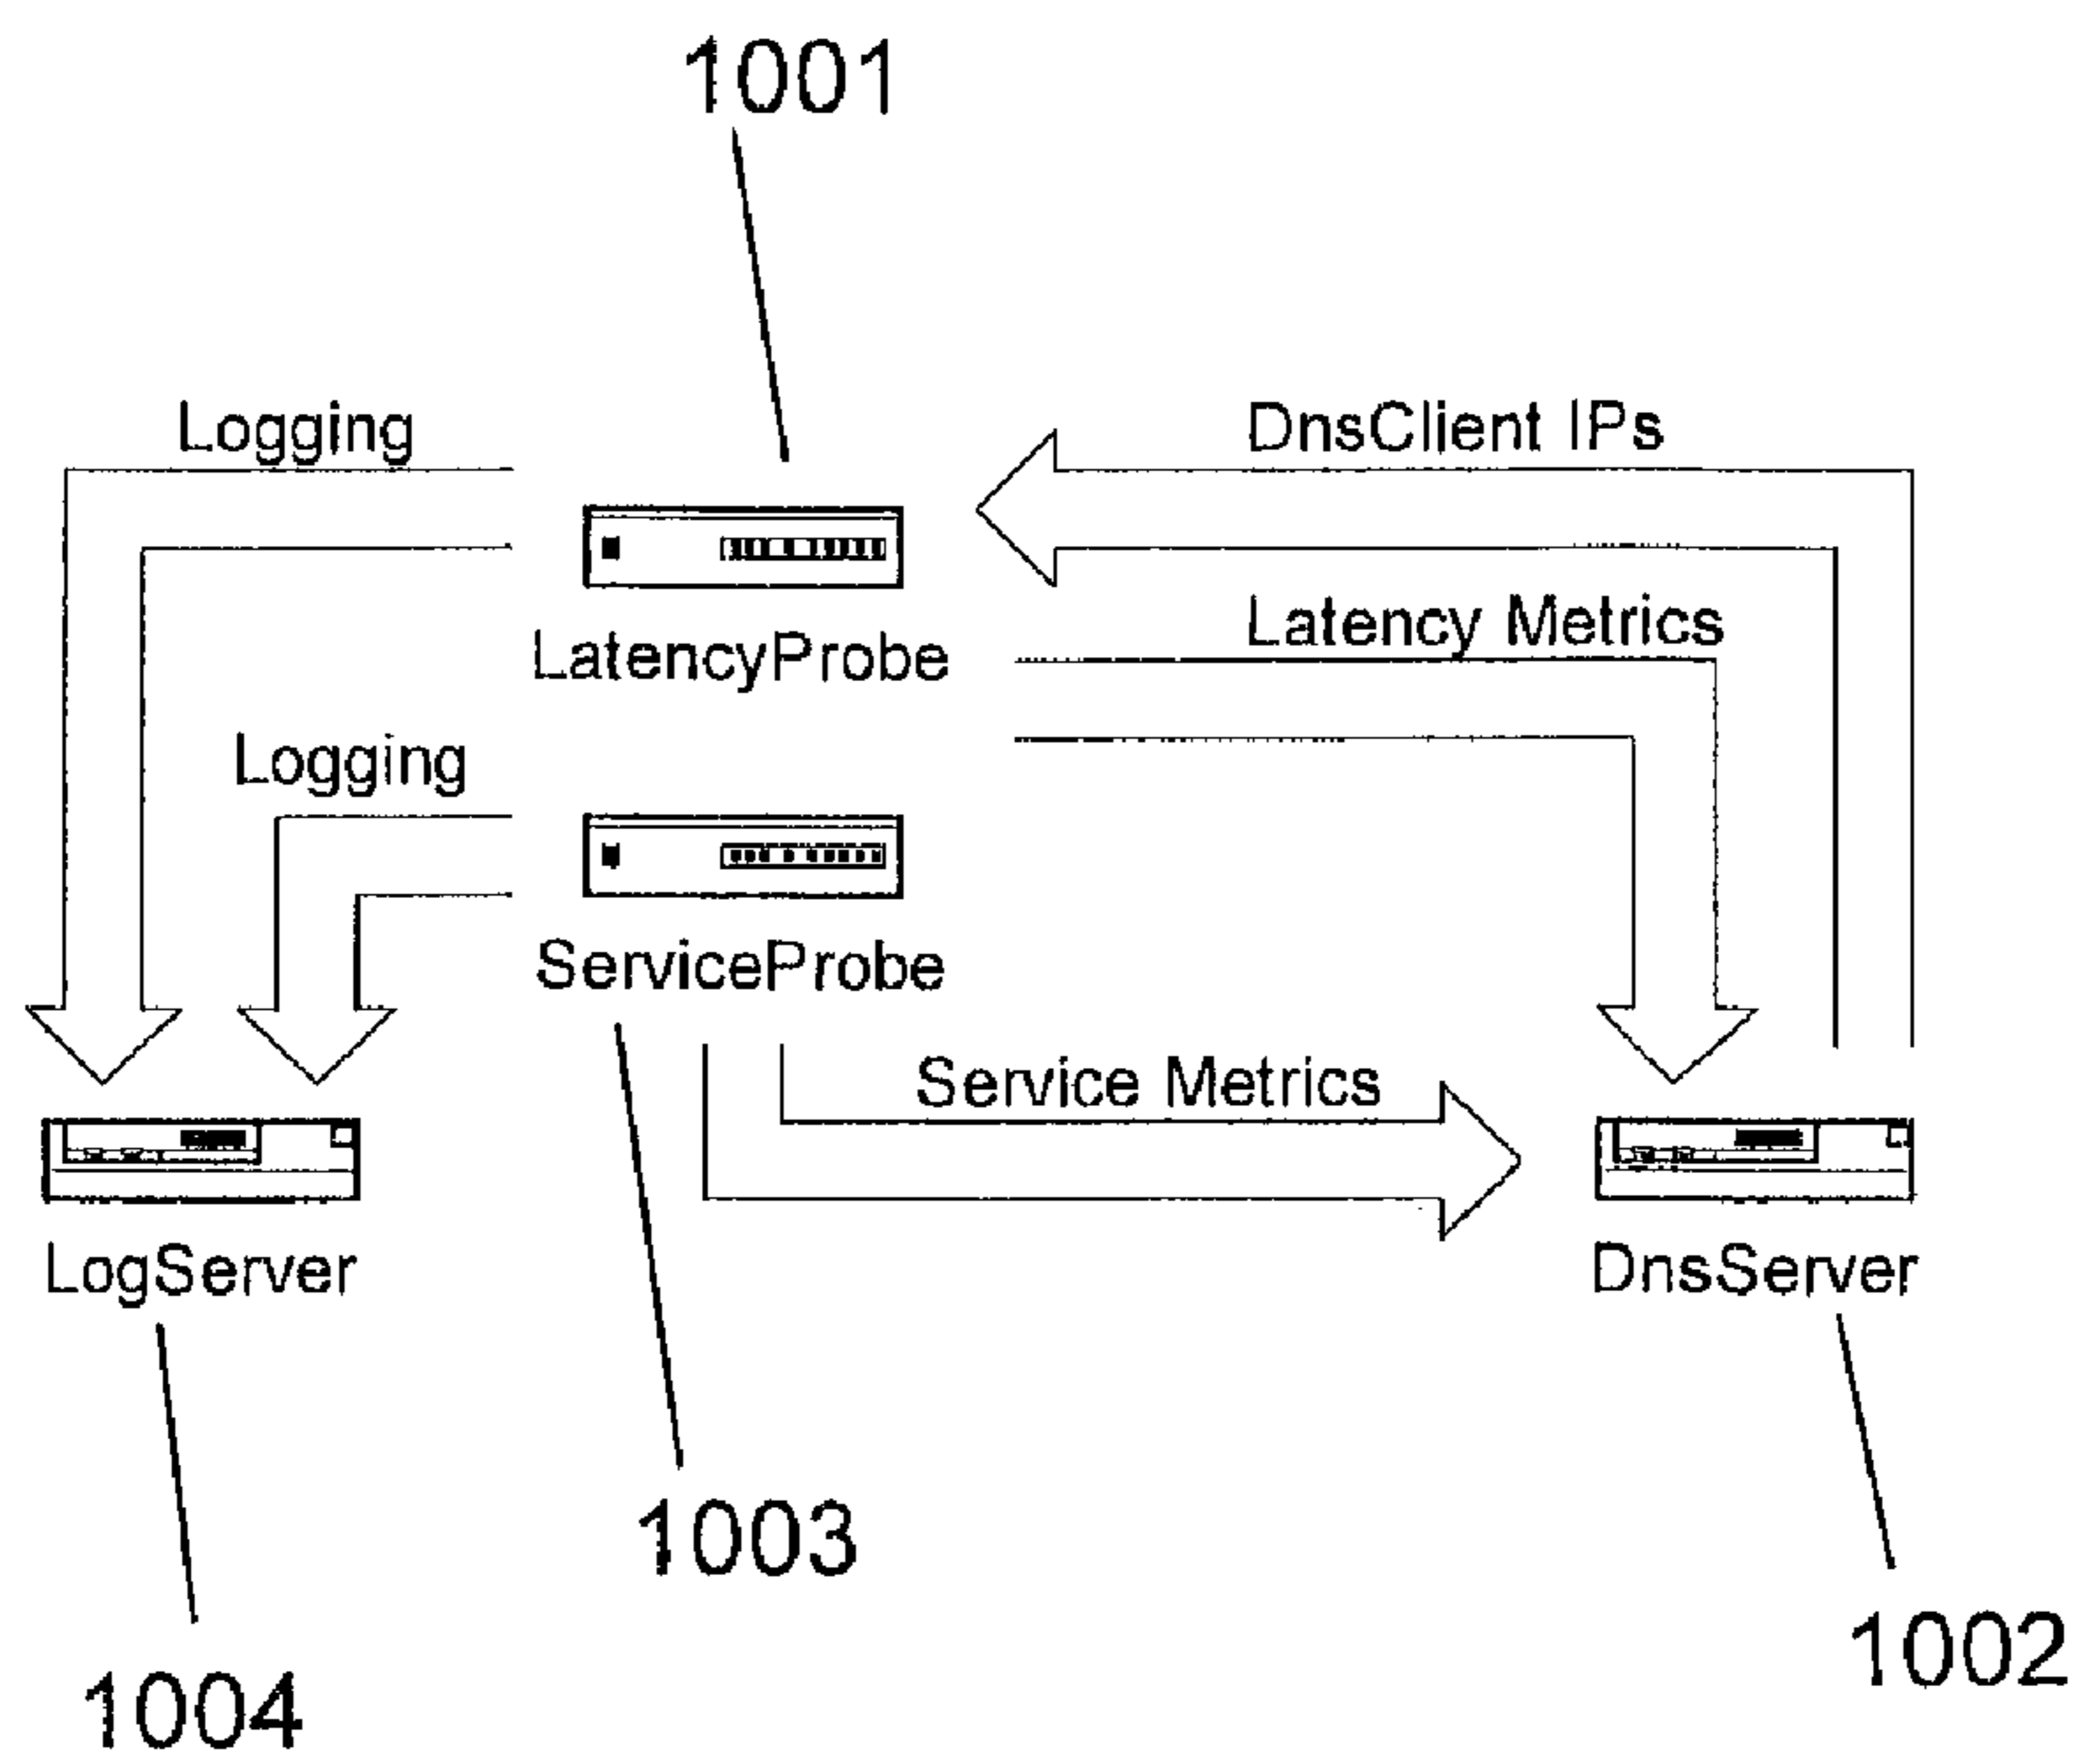 1001
Logging
DnsClient IPs
Latency Metrics
LatencyProbe
Logging
ServiceProbe
Service Metrics
LogServer
DnsServer
1003
1002
1004